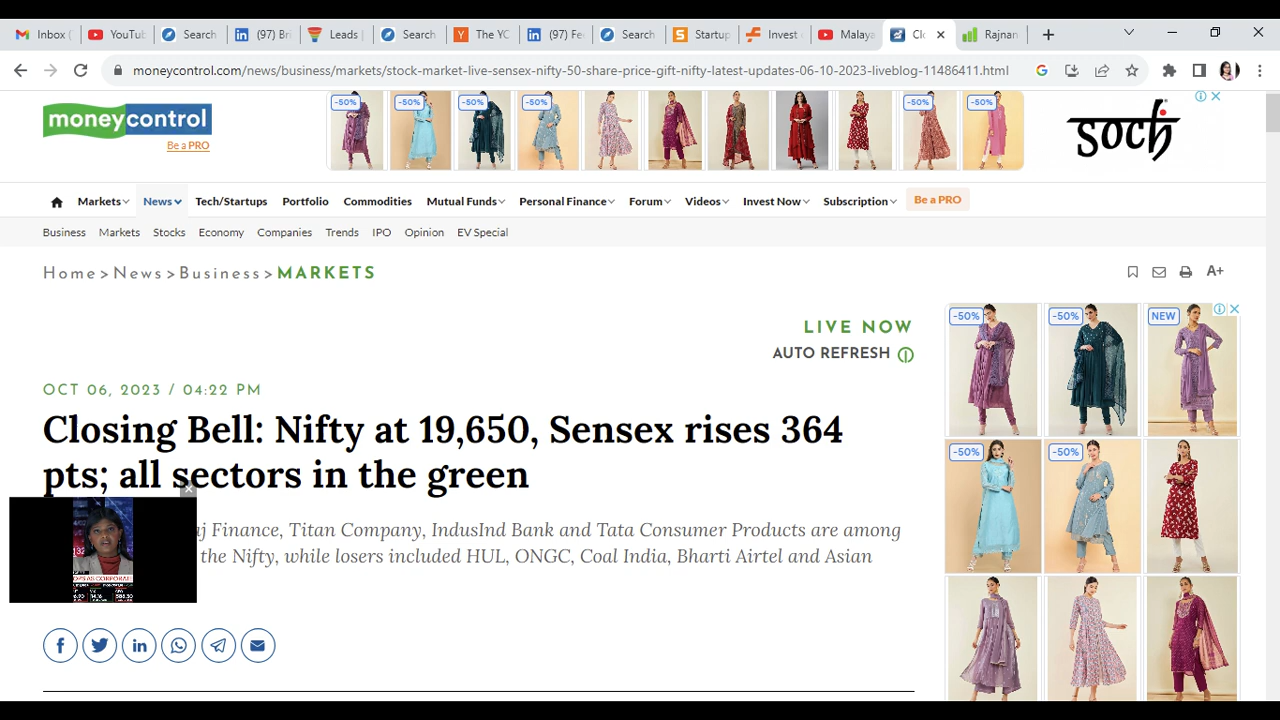 Inbox (
YouTub
Search
(97) Bri
Leads |
Search
The YC
(97) Fee
Search
Startup
Invest
Malaya
Clo
Rajnan
moneycontrol.com/news/business/markets/stock-market-live-sensex-nifty-50-share-price-gift-nifty-latest-updates-06-10-2023-liveblog-11486411.html
moneycontrol
Be a PRO
-50% -50% -50% -50% -50% -50%
soch
Markets News Tech/Startups Portfolio Commodities Mutual Funds Personal Finance Forum Videos Invest Now Subscription Be a PRO
Business Markets Stocks Economy Companies Trends IPO Opinion EV Special
Home > News > Business > MARKETS
A+
LIVE NOW
AUTO REFRESH
-50% -50% NEW
OCT 06, 2023 / 04:22 PM
Closing Bell: Nifty at 19,650, Sensex rises 364
pts; all sectors in the green
-50% -50%
aj Finance, Titan Company, IndusInd Bank and Tata Consumer Products are among
the Nifty, while losers included HUL, ONGC, Coal India, Bharti Airtel and Asian